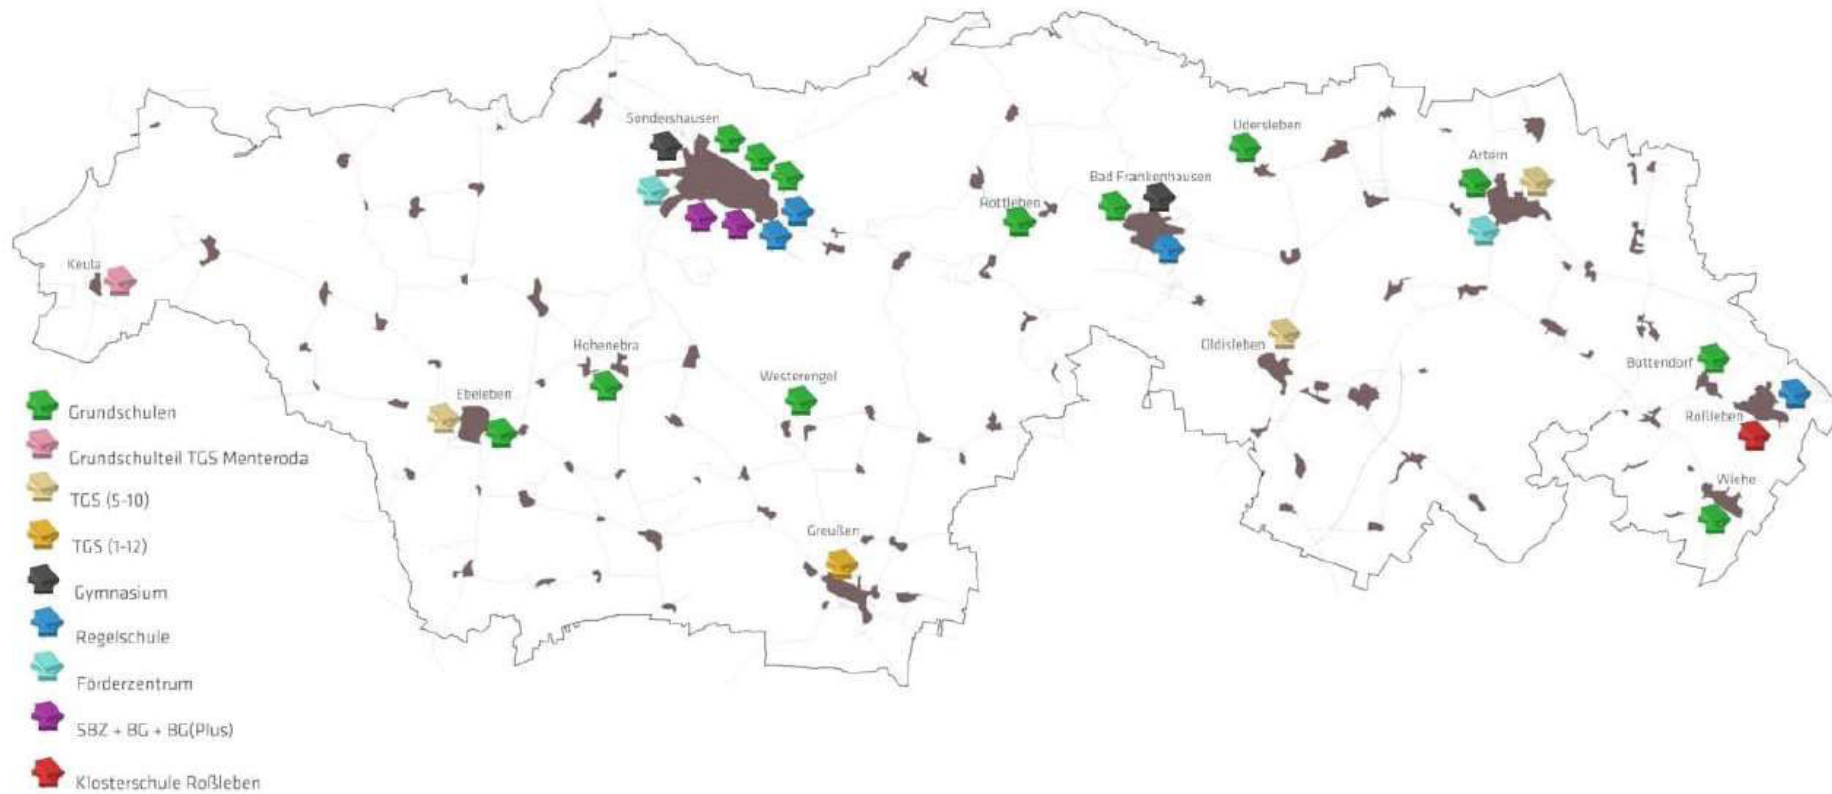 Sondershausen
Udersleben
Artern
Bad Frankenhausen
Rottleben
Keula
Oldisleben
Hohenebra
Bottendorf
Westerengel
Ebeleben
Roßleben
Wiehe
Greußen
Grundschulen
Grundschulteil TGS Menteroda
TGS (5-10)
TGS (1-12)
Gymnasium
Regelschule
Förderzentrum
SBZ + BG + BG(Plus)
Klosterschule Roßleben